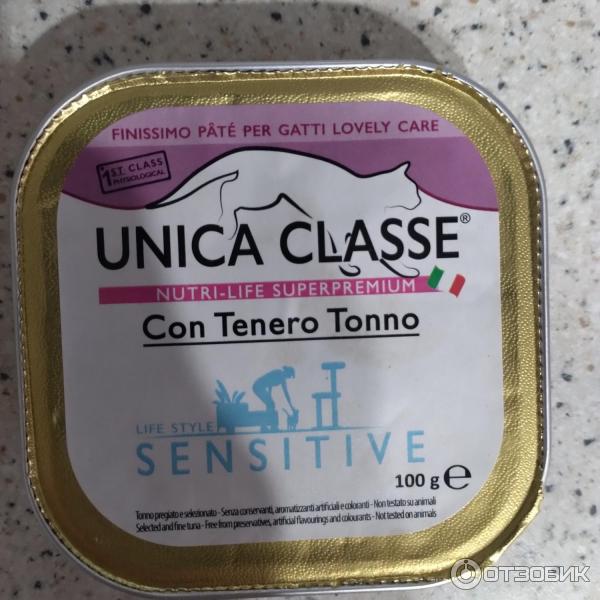 FINISSIMO PÂTÉ PER GATTI LOVELY CARE
1ST. CLASS
PHYSIOLOGICAL
UNICA CLASSE®
NUTRI-LIFE SUPERPREMIUM
Con Tenero Tonno
LIFE STYLE
SENSITIVE
100 g ℮
Tonno pregiato e selezionato - Senza conservanti, aromatizzanti artificiali e coloranti - Non testato su animali
Selected and fine tuna - Free from preservatives, artificial flavourings and colourants - Not tested on animals
ОТЗОВИК